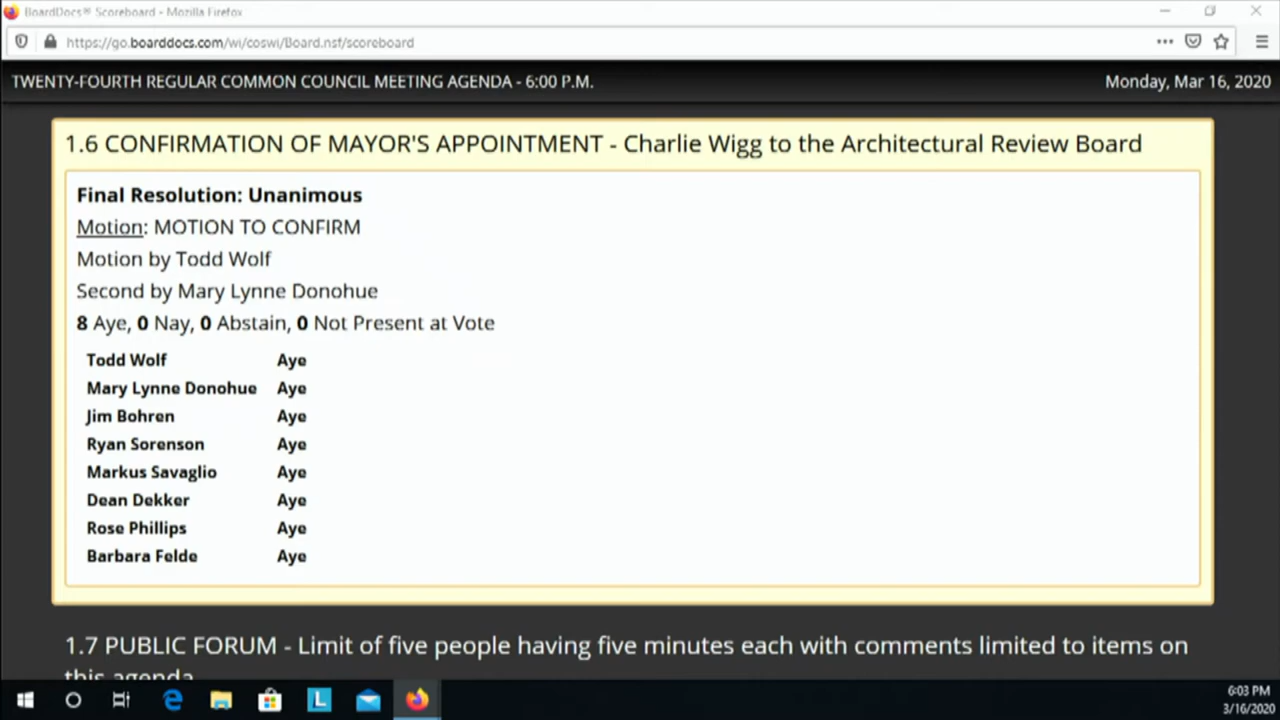 BoardDocs® Scoreboard - Mozilla Firefox
https://go.boarddocs.com/wi/coswi/Board.nsf/scoreboard
TWENTY-FOURTH REGULAR COMMON COUNCIL MEETING AGENDA - 6:00 P.M. Monday, Mar 16, 2020
1.6 CONFIRMATION OF MAYOR'S APPOINTMENT - Charlie Wigg to the Architectural Review Board
Final Resolution: Unanimous
Motion: MOTION TO CONFIRM
Motion by Todd Wolf
Second by Mary Lynne Donohue
8 Aye, 0 Nay, 0 Abstain, 0 Not Present at Vote
Todd Wolf Aye
Mary Lynne Donohue Aye
Jim Bohren Aye
Ryan Sorenson Aye
Markus Savaglio Aye
Dean Dekker Aye
Rose Phillips Aye
Barbara Felde Aye
1.7 PUBLIC FORUM - Limit of five people having five minutes each with comments limited to items on
this agenda
L
6:03 PM
3/16/2020